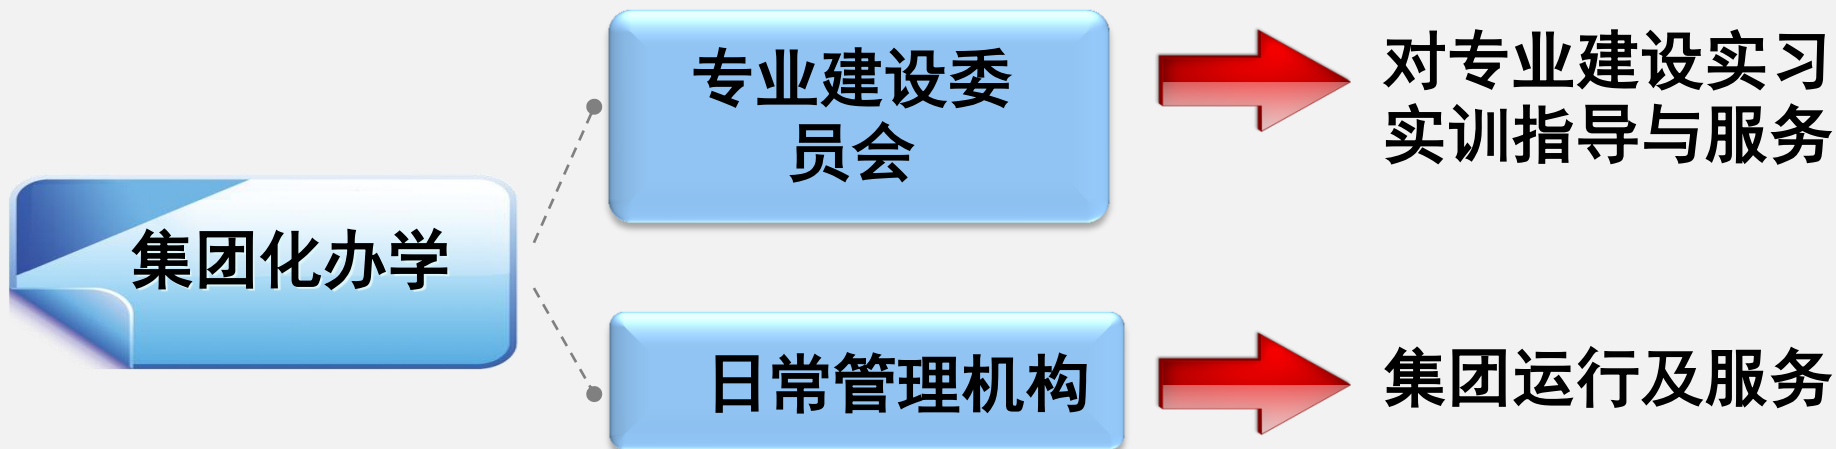 集团化办学
专业建设委
员会
对专业建设实习
实训指导与服务
日常管理机构
集团运行及服务